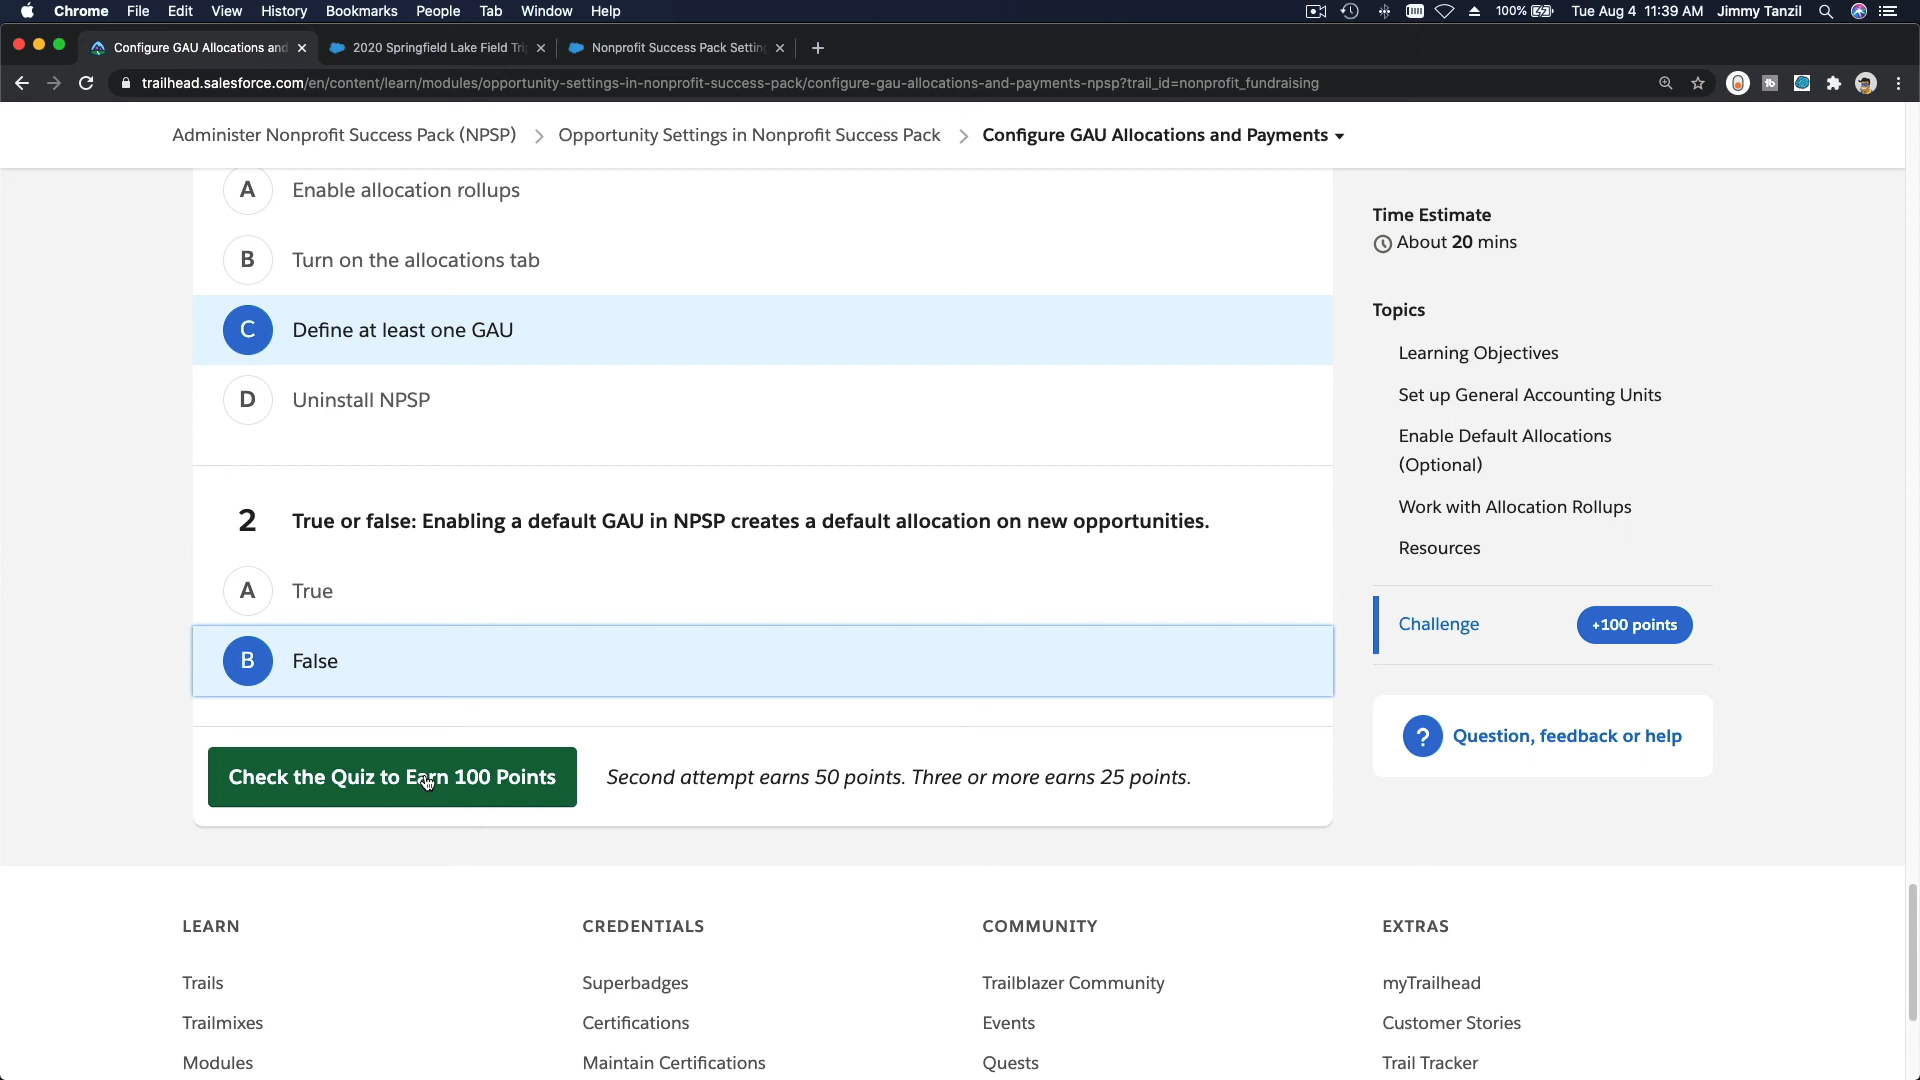 Chrome File Edit View History Bookmarks People Tab Window Help 100% Tue Aug 4 11:39 AM Jimmy Tanzil
Configure GAU Allocations and 2020 Springfield Lake Field Tri Nonprofit Success Pack Settin
trailhead.salesforce.com/en/content/learn/modules/opportunity-settings-in-nonprofit-success-pack/configure-gau-allocations-and-payments-npsp?trail_id=nonprofit_fundraising
Administer Nonprofit Success Pack (NPSP) > Opportunity Settings in Nonprofit Success Pack > Configure GAU Allocations and Payments
A Enable allocation rollups
B Turn on the allocations tab
C Define at least one GAU
D Uninstall NPSP
2 True or false: Enabling a default GAU in NPSP creates a default allocation on new opportunities.
A True
B False
Check the Quiz to Earn 100 Points Second attempt earns 50 points. Three or more earns 25 points.
Time Estimate
About 20 mins
Topics
Learning Objectives
Set up General Accounting Units
Enable Default Allocations
(Optional)
Work with Allocation Rollups
Resources
Challenge +100 points
? Question, feedback or help
LEARN CREDENTIALS COMMUNITY EXTRAS
Trails Superbadges Trailblazer Community myTrailhead
Trailmixes Certifications Events Customer Stories
Modules Maintain Certifications Quests Trail Tracker